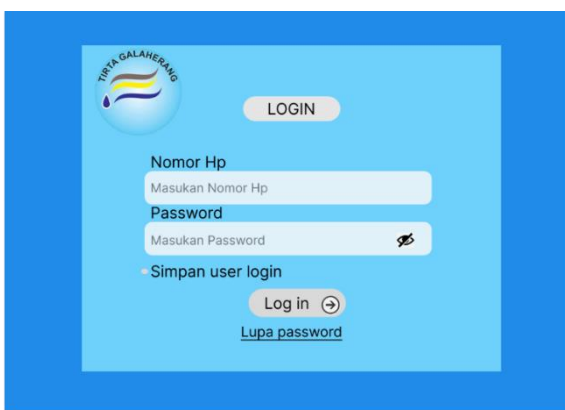 TIRTA GALAHERANG
LOGIN
Nomor Hp
Masukan Nomor Hp
Password
Masukan Password
Simpan user login
Log in
Lupa password